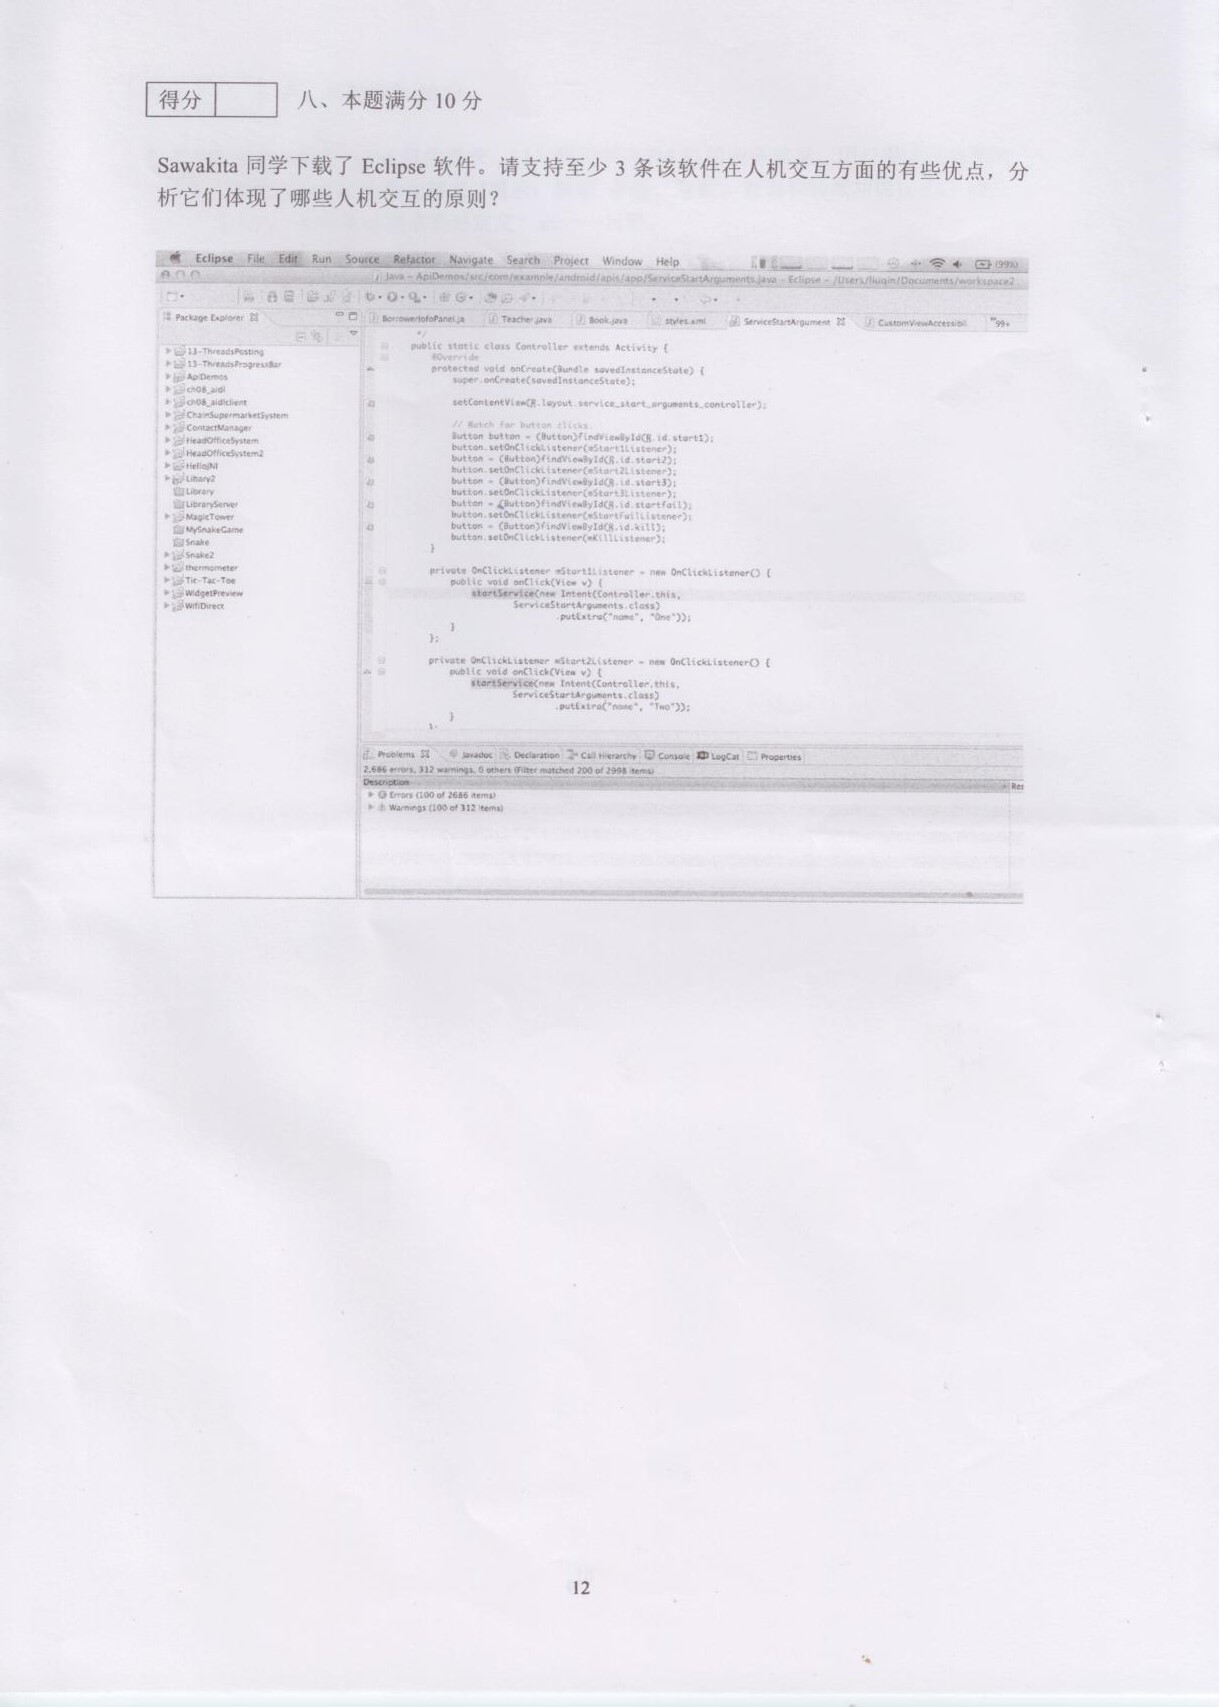 得分 八、本题满分 10 分
Sawakita 同学下载了 Eclipse 软件。请支持至少 3 条该软件在人机交互方面的有些优点，分
析它们体现了哪些人机交互的原则？
Eclipse File Edit Run Source Refactor Navigate Search Project Window Help (99%)
Java - ApiDemos/src/com/example/android/apis/app/ServiceStartArguments.java - Eclipse - /Users/liuqin/Documents/workspace2
Package Explorer
BorrowerInfoPanel.ja Teacher.java Book.java styles.xml ServiceStartArgument CustomViewAccessibil "99+
13-ThreadsPosting
13-ThreadsProgressBar
ApiDemos
ch08_aidl
ch08_aidlclient
ChainSupermarketSystem
ContactManager
HeadOfficeSystem
HeadOfficeSystem2
HelloJNI
Libary2
Library
LibraryServer
MagicTower
MySnakeGame
Snake
Snake2
thermometer
Tic-Tac-Toe
WidgetPreview
WifiDirect
*/
public static class Controller extends Activity {
@Override
protected void onCreate(Bundle savedInstanceState) {
super.onCreate(savedInstanceState);
setContentView(R.layout.service_start_arguments_controller);
// Watch for button clicks.
Button button = (Button)findViewById(R.id.start1);
button.setOnClickListener(mStart1Listener);
button = (Button)findViewById(R.id.start2);
button.setOnClickListener(mStart2Listener);
button = (Button)findViewById(R.id.start3);
button.setOnClickListener(mStart3Listener);
button = (Button)findViewById(R.id.startfail);
button.setOnClickListener(mStartFailListener);
button = (Button)findViewById(R.id.kill);
button.setOnClickListener(mKillListener);
}
private OnClickListener mStart1Listener = new OnClickListener() {
public void onClick(View v) {
startService(new Intent(Controller.this,
ServiceStartArguments.class)
.putExtra("name", "One"));
}
};
private OnClickListener mStart2Listener = new OnClickListener() {
public void onClick(View v) {
startService(new Intent(Controller.this,
ServiceStartArguments.class)
.putExtra("name", "Two"));
}
Problems Javadoc Declaration Call Hierarchy Console LogCat Properties
2,686 errors, 312 warnings, 0 others (Filter matched 200 of 2998 items)
Description Res
Errors (100 of 2686 items)
Warnings (100 of 312 items)
12